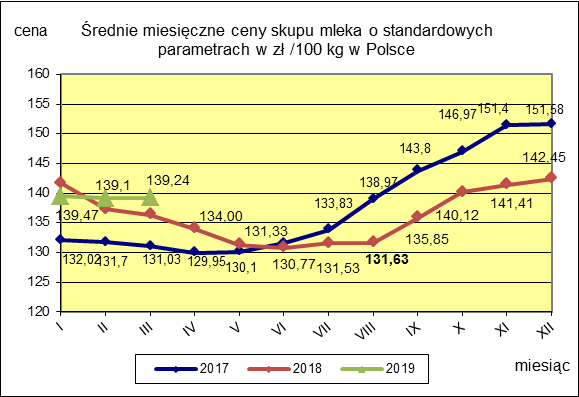 cena
Średnie miesięczne ceny skupu mleka o standardowych
parametrach w zł /100 kg w Polsce
160
155
150
145
140
135
130
125
120
146,97
151,4
151,58
143,8
142,45
139,1
139,24
138,97
133,83
139,47
134,00
131,33
140,12
141,41
135,85
132,02
131,7
131,03
129,95
130,1
130,77
131,53
131,63
I
II
III
IV
V
VI
VII
VIII
IX
X
XI
XII
miesiąc
2017
2018
2019